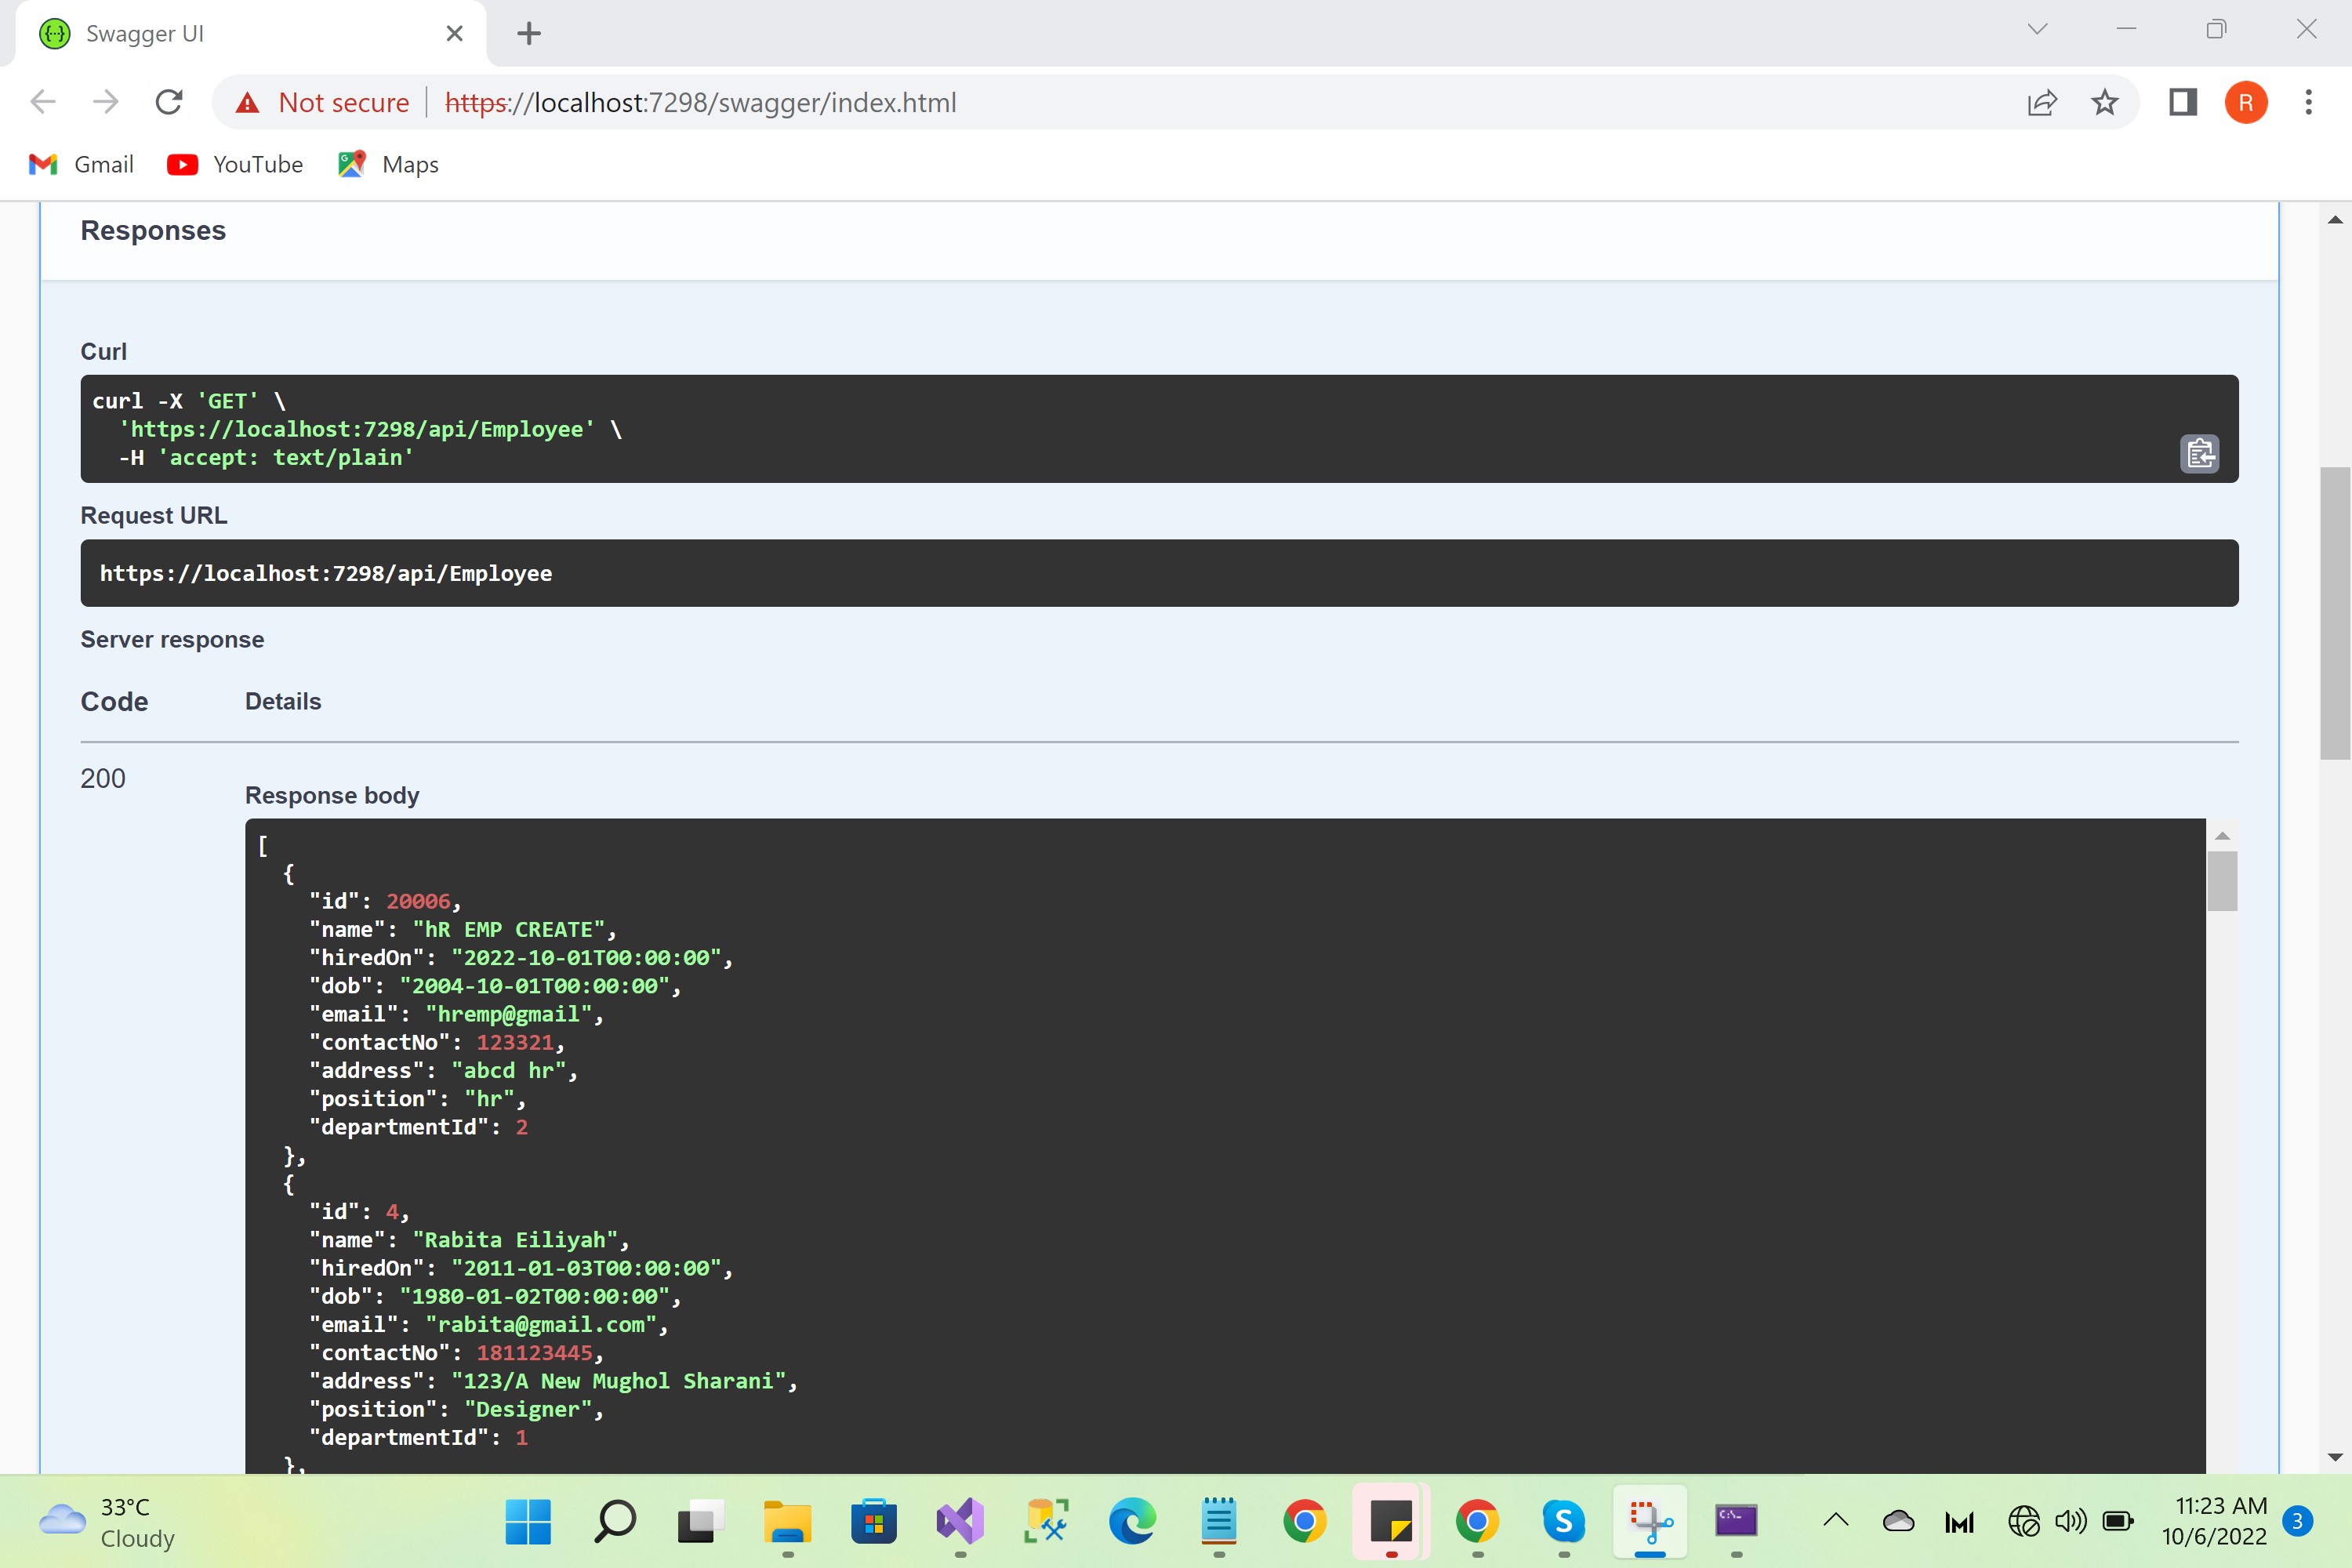 Swagger UI
Not secure
https://localhost:7298/swagger/index.html
R
Gmail
YouTube
Maps
Responses
Curl
curl -X 'GET' \
'https://localhost:7298/api/Employee' \
-H 'accept: text/plain'
Request URL
https://localhost:7298/api/Employee
Server response
Code
Details
200
Response body
[
{
"id": 20006,
"name": "hR EMP CREATE",
"hiredOn": "2022-10-01T00:00:00",
"dob": "2004-10-01T00:00:00",
"email": "hremp@gmail",
"contactNo": 123321,
"address": "abcd hr",
"position": "hr",
"departmentId": 2
},
{
"id": 4,
"name": "Rabita Eiliyah",
"hiredOn": "2011-01-03T00:00:00",
"dob": "1980-01-02T00:00:00",
"email": "rabita@gmail.com",
"contactNo": 181123445,
"address": "123/A New Mughol Sharani",
"position": "Designer",
"departmentId": 1
},
33°C
Cloudy
11:23 AM
10/6/2022
3